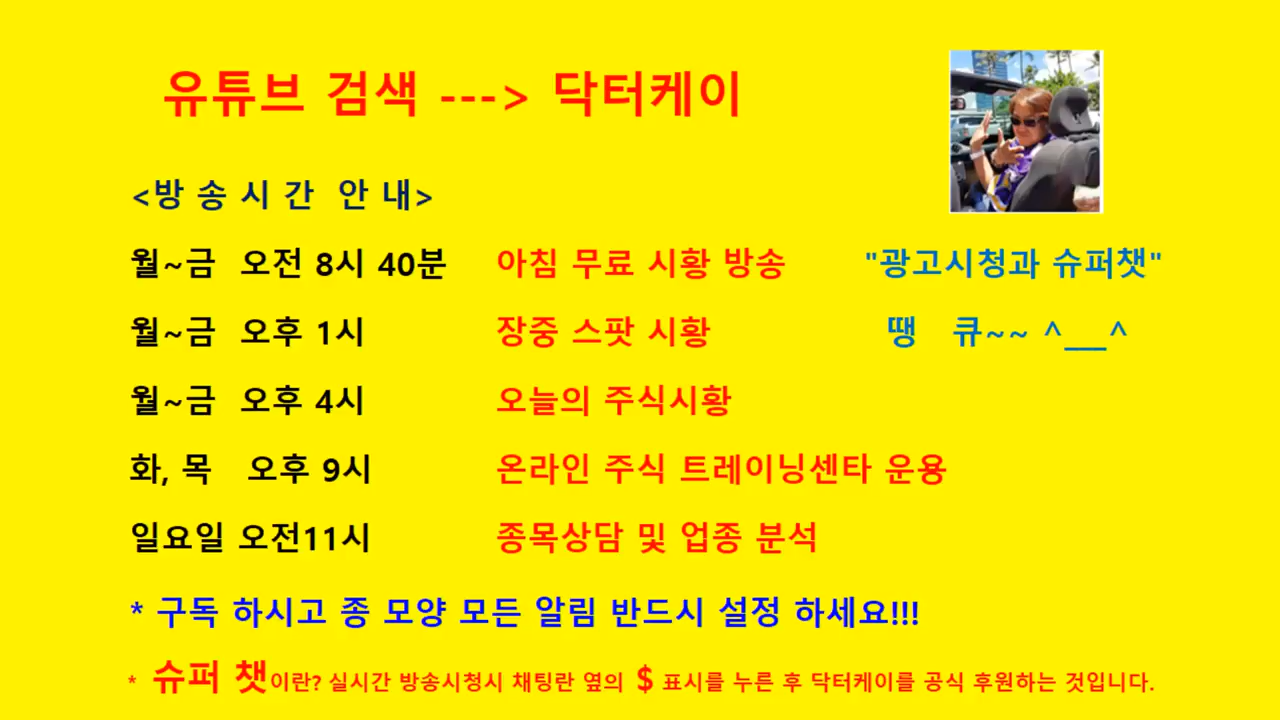 유튜브 검색 ---> 닥터케이
<방 송 시 간 안 내>
월~금 오전 8시 40분 아침 무료 시황 방송 "광고시청과 슈퍼챗"
월~금 오후 1시 장중 스팟 시황 땡 큐~~ ^__^
월~금 오후 4시 오늘의 주식시황
화, 목 오후 9시 온라인 주식 트레이닝센타 운용
일요일 오전11시 종목상담 및 업종 분석
* 구독 하시고 종 모양 모든 알림 반드시 설정 하세요!!!
* 슈퍼 챗이란? 실시간 방송시청시 채팅란 옆의 $ 표시를 누른 후 닥터케이를 공식 후원하는 것입니다.